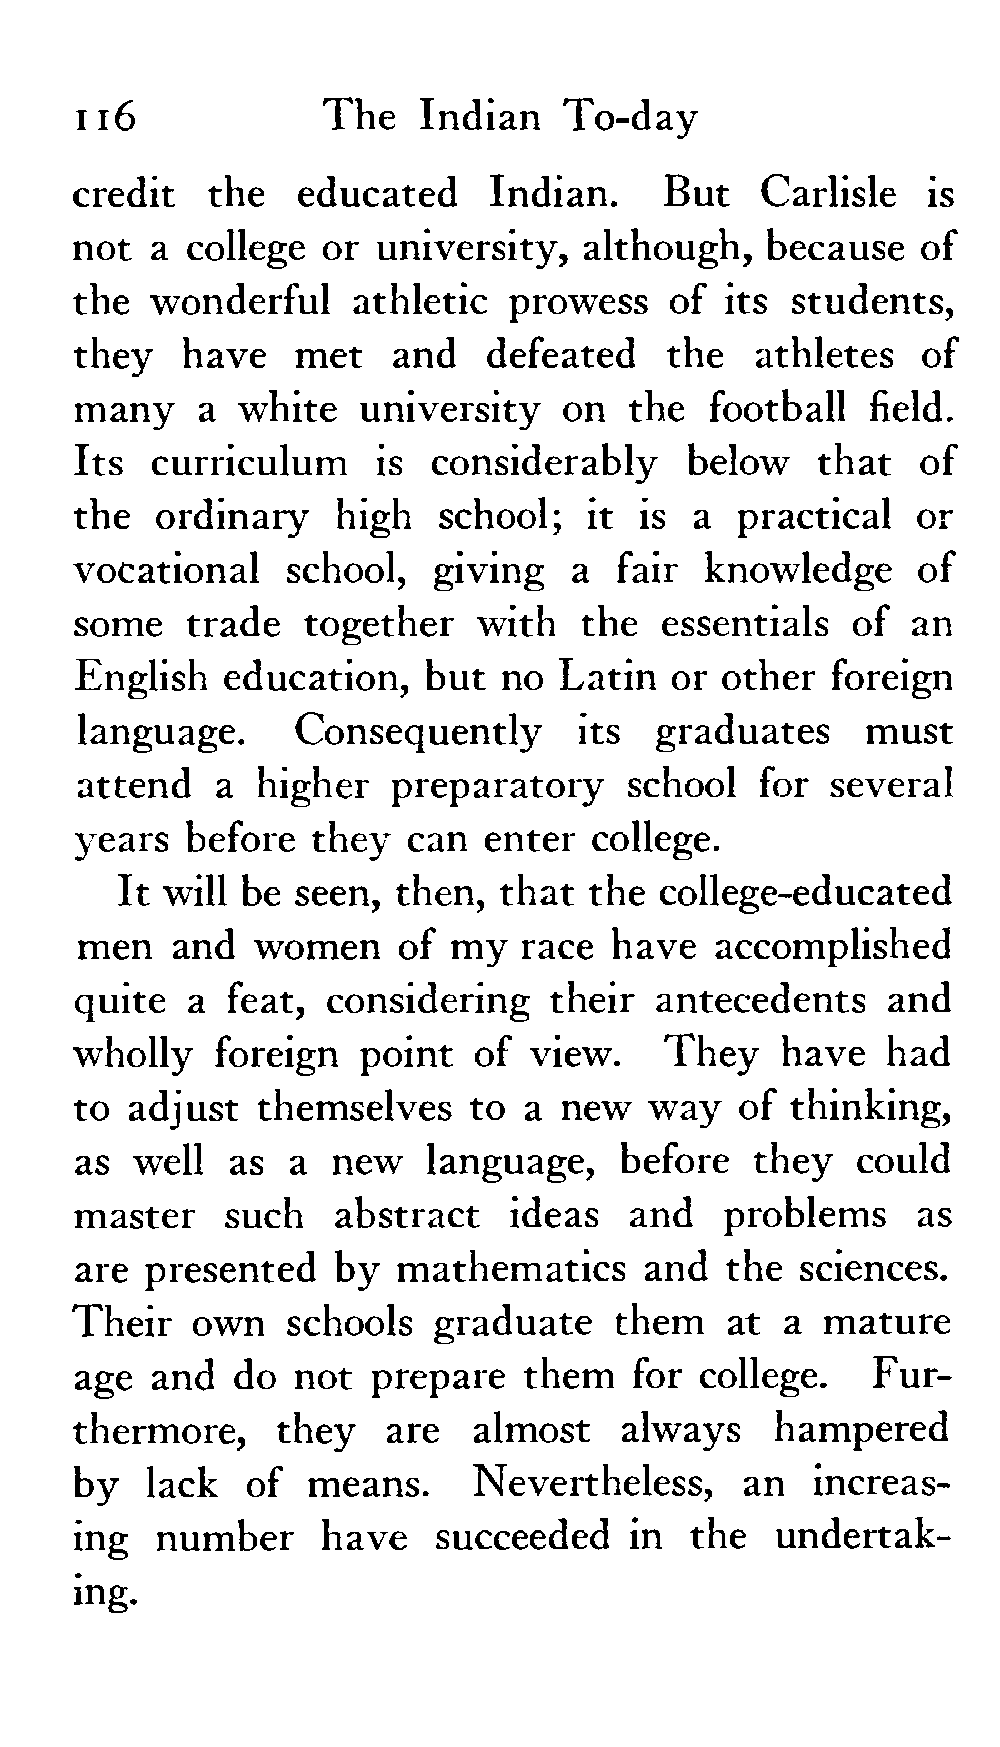 116 The Indian To-day
credit the educated Indian. But Carlisle is
not a college or university, although, because of
the wonderful athletic prowess of its students,
they have met and defeated the athletes of
many a white university on the football field.
Its curriculum is considerably below that of
the ordinary high school; it is a practical or
vocational school, giving a fair knowledge of
some trade together with the essentials of an
English education, but no Latin or other foreign
language. Consequently its graduates must
attend a higher preparatory school for several
years before they can enter college.
It will be seen, then, that the college-educated
men and women of my race have accomplished
quite a feat, considering their antecedents and
wholly foreign point of view. They have had
to adjust themselves to a new way of thinking,
as well as a new language, before they could
master such abstract ideas and problems as
are presented by mathematics and the sciences.
Their own schools graduate them at a mature
age and do not prepare them for college. Fur-
thermore, they are almost always hampered
by lack of means. Nevertheless, an increas-
ing number have succeeded in the undertak-
ing.